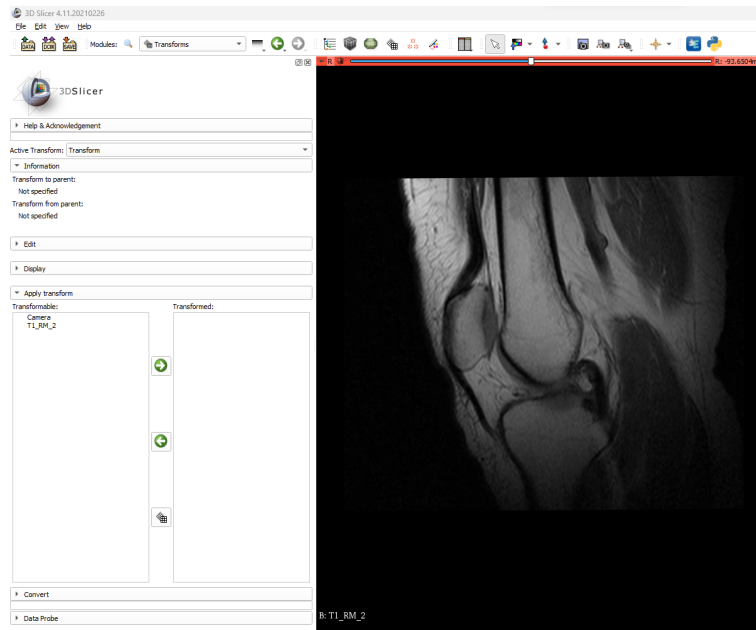 3D Slicer 4.11.20210226
File Edit View Help
DATA DCM SAVE Modules: Transforms
R R: -93.6504m
3DSlicer
Help & Acknowledgement
Active Transform: Transform
Information
Transform to parent:
Not specified
Transform from parent:
Not specified
Edit
Display
Apply transform
Transformable: Transformed:
Camera
T1_RM_2
Convert
Data Probe
B: T1_RM_2